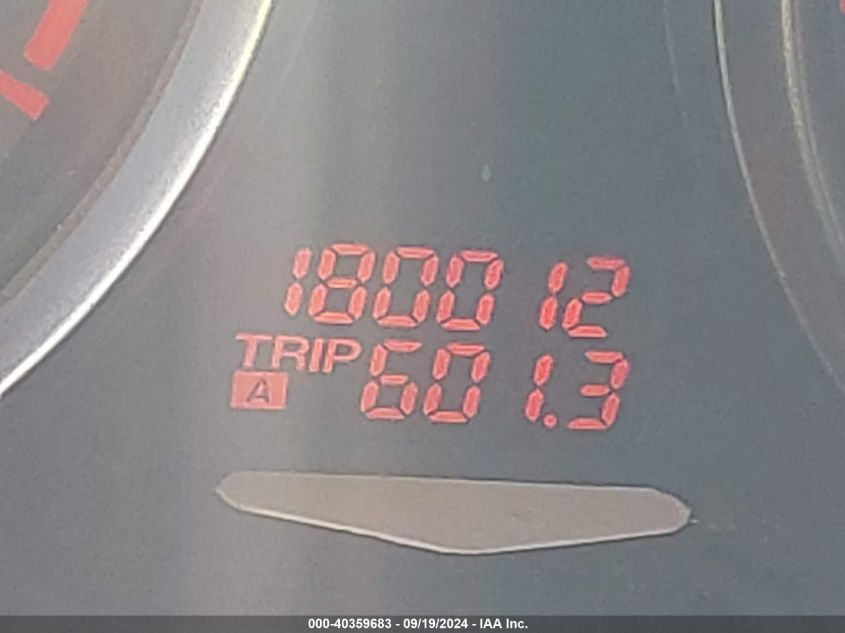 180012
TRIP 601.3
A
000-40359683 - 09/19/2024 - IAA Inc.